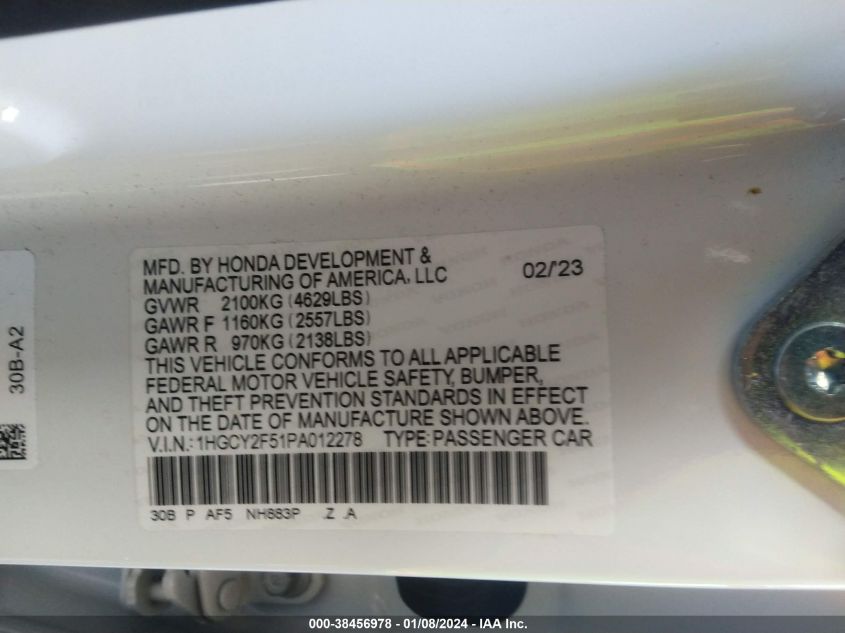 MFD. BY HONDA DEVELOPMENT &
MANUFACTURING OF AMERICA, LLC 02/'23
GVWR 2100KG (4629LBS)
GAWR F 1160KG (2557LBS)
GAWR R 970KG (2138LBS)
THIS VEHICLE CONFORMS TO ALL APPLICABLE
FEDERAL MOTOR VEHICLE SAFETY, BUMPER,
AND THEFT PREVENTION STANDARDS IN EFFECT
ON THE DATE OF MANUFACTURE SHOWN ABOVE.
V.I.N.: 1HGCY2F51PA012278 TYPE: PASSENGER CAR
30B P AF5 NH883P .Z .A
30B-A2
000-38456978 - 01/08/2024 - IAA Inc.